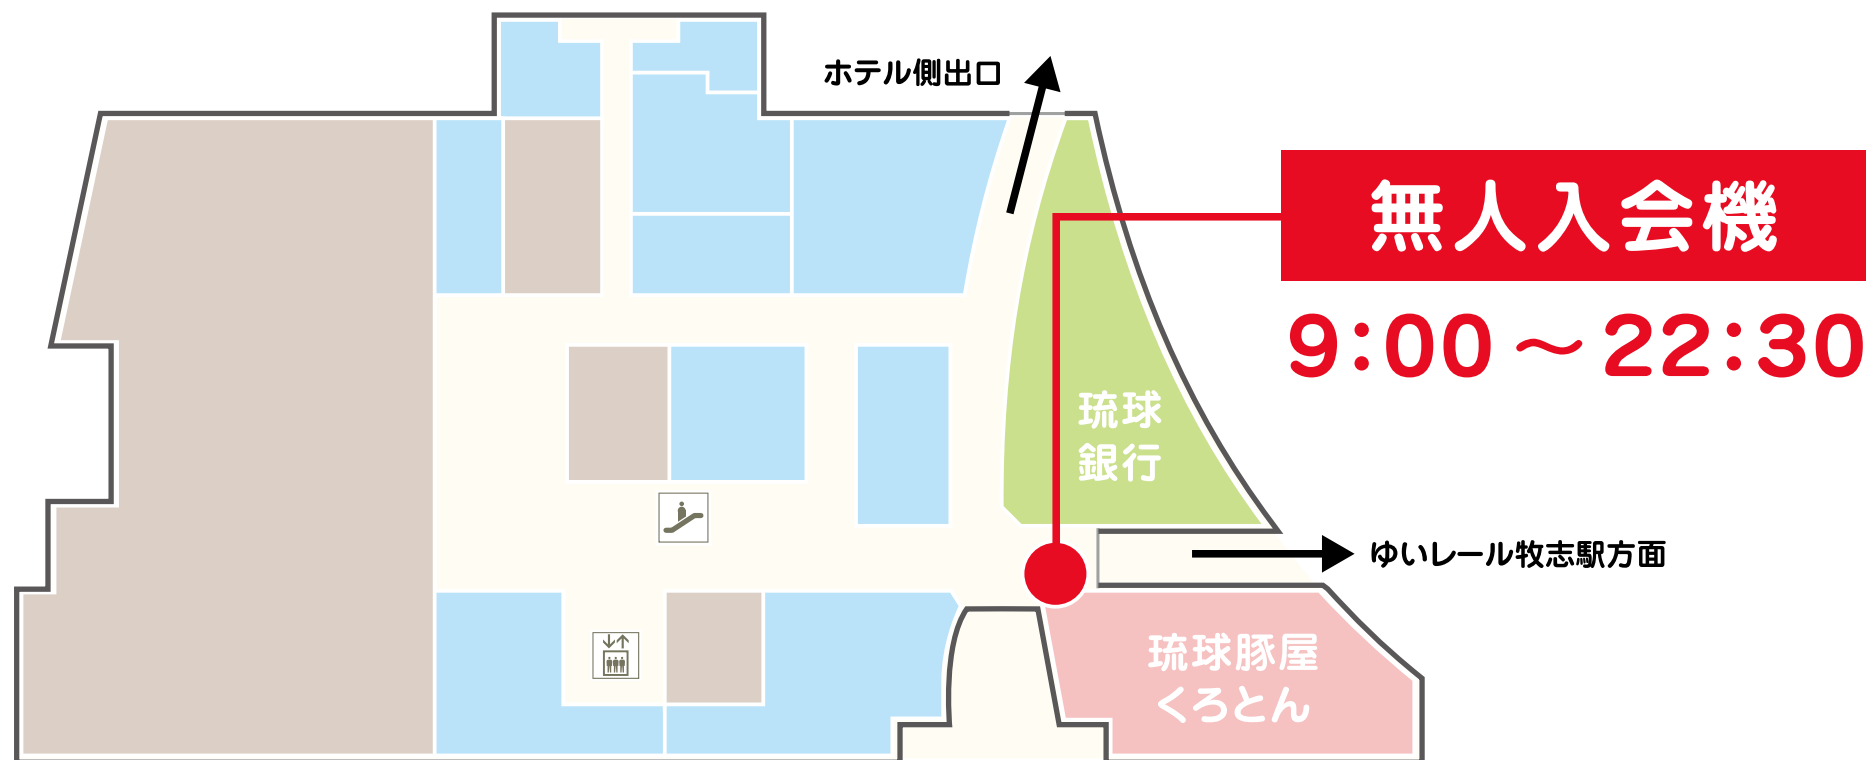 ホテル側出口
無人入会機
9:00～22:30
琉球
銀行
ゆいレール牧志駅方面
琉球豚屋
くろとん